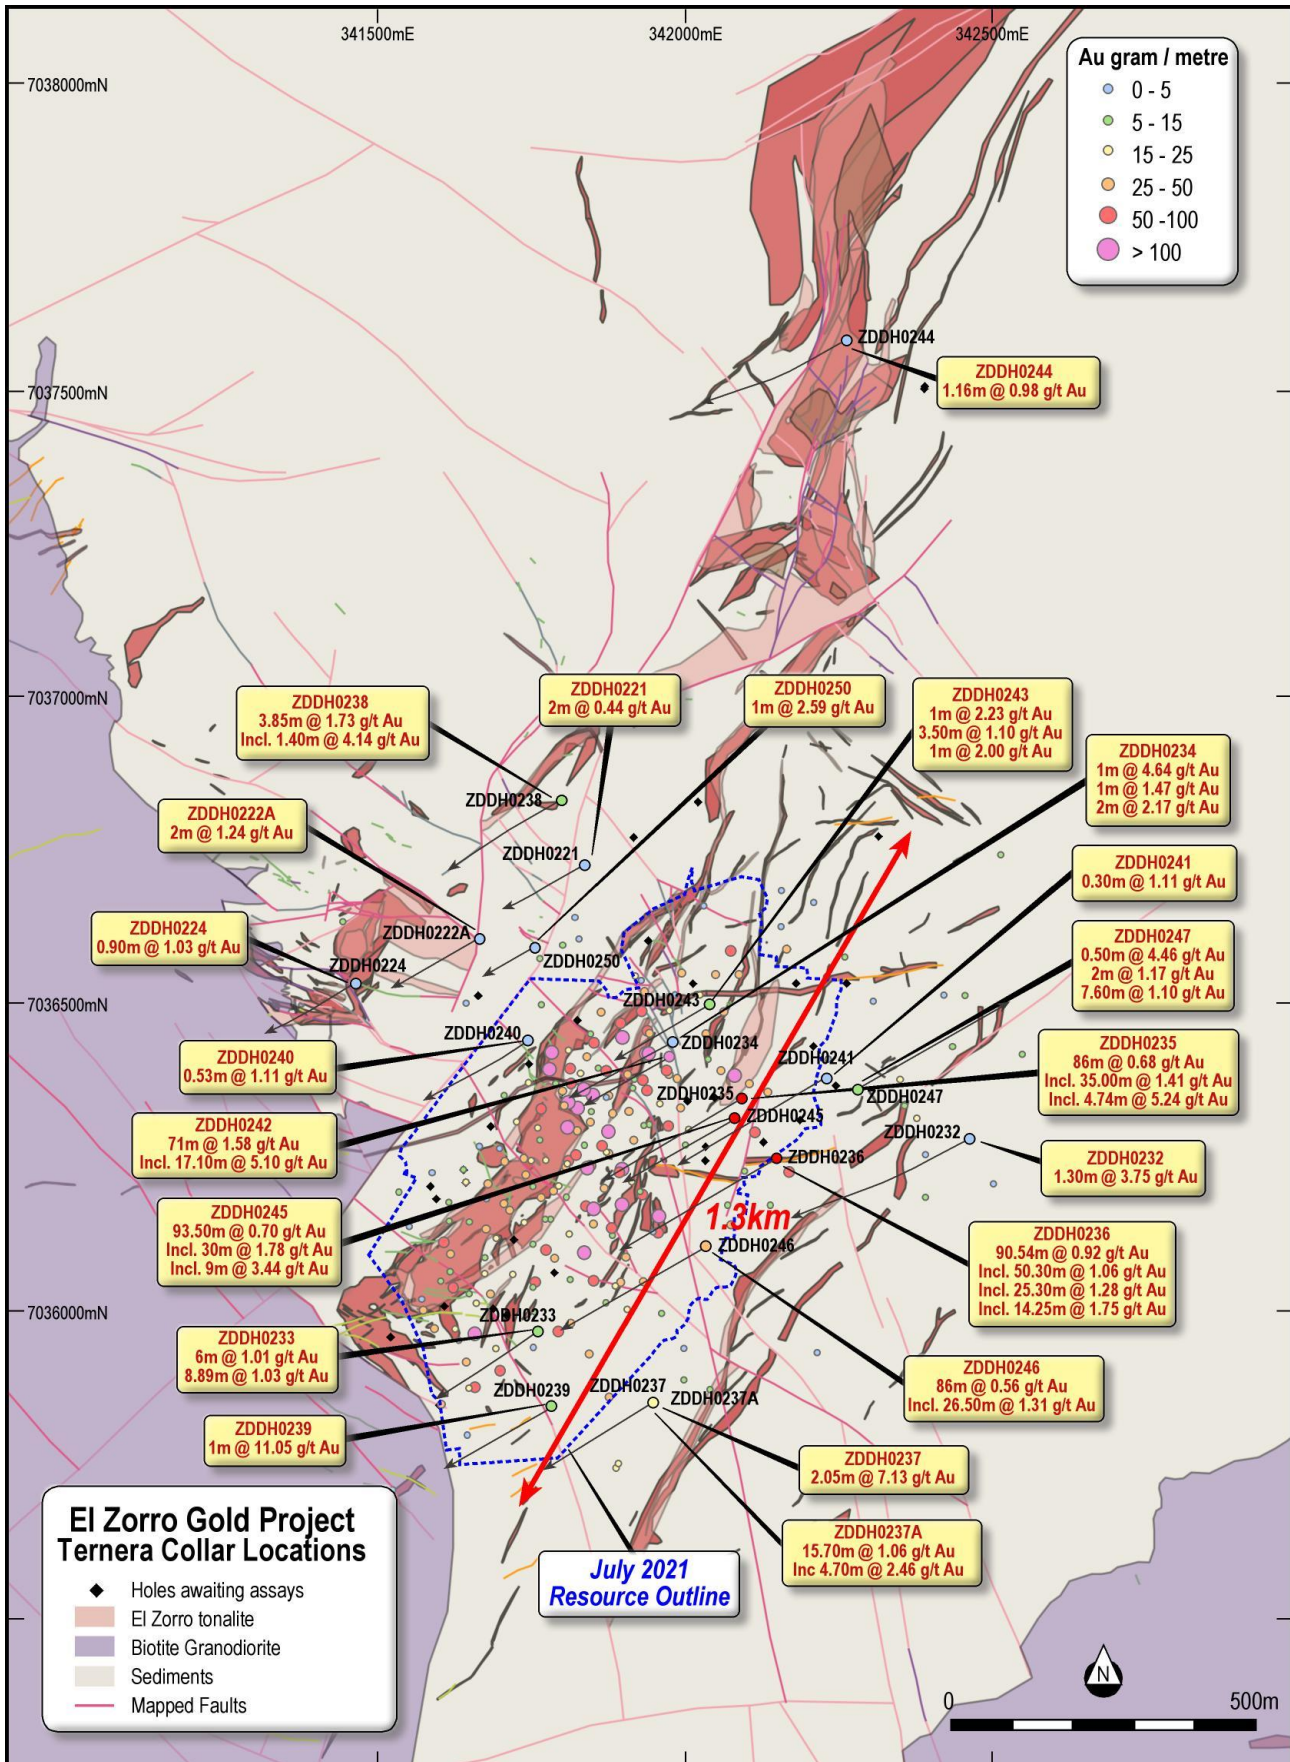 341500mE
342000mE
342500mE
7038000mN
7037500mN
7037000mN
7036500mN
7036000mN
Au gram / metre
0 - 5
5 - 15
15 - 25
25 - 50
50 -100
> 100
ZDDH0244
ZDDH0244
1.16m @ 0.98 g/t Au
ZDDH0238
3.85m @ 1.73 g/t Au
Incl. 1.40m @ 4.14 g/t Au
ZDDH0221
2m @ 0.44 g/t Au
ZDDH0250
1m @ 2.59 g/t Au
ZDDH0243
1m @ 2.23 g/t Au
3.50m @ 1.10 g/t Au
1m @ 2.00 g/t Au
ZDDH0234
1m @ 4.64 g/t Au
1m @ 1.47 g/t Au
2m @ 2.17 g/t Au
ZDDH0222A
2m @ 1.24 g/t Au
ZDDH0241
0.30m @ 1.11 g/t Au
ZDDH0224
0.90m @ 1.03 g/t Au
ZDDH0247
0.50m @ 4.46 g/t Au
2m @ 1.17 g/t Au
7.60m @ 1.10 g/t Au
ZDDH0240
0.53m @ 1.11 g/t Au
ZDDH0235
86m @ 0.68 g/t Au
Incl. 35.00m @ 1.41 g/t Au
Incl. 4.74m @ 5.24 g/t Au
ZDDH0242
71m @ 1.58 g/t Au
Incl. 17.10m @ 5.10 g/t Au
ZDDH0232
1.30m @ 3.75 g/t Au
ZDDH0245
93.50m @ 0.70 g/t Au
Incl. 30m @ 1.78 g/t Au
Incl. 9m @ 3.44 g/t Au
ZDDH0236
90.54m @ 0.92 g/t Au
Incl. 50.30m @ 1.06 g/t Au
Incl. 25.30m @ 1.28 g/t Au
Incl. 14.25m @ 1.75 g/t Au
ZDDH0233
6m @ 1.01 g/t Au
8.89m @ 1.03 g/t Au
ZDDH0246
86m @ 0.56 g/t Au
Incl. 26.50m @ 1.31 g/t Au
ZDDH0239
1m @ 11.05 g/t Au
ZDDH0237
2.05m @ 7.13 g/t Au
ZDDH0237A
15.70m @ 1.06 g/t Au
Inc 4.70m @ 2.46 g/t Au
ZDDH0238
ZDDH0221
ZDDH0222A
ZDDH0250
ZDDH0224
ZDDH0243
ZDDH0240
ZDDH0234
ZDDH0241
ZDDH0235
ZDDH0247
ZDDH0245
ZDDH0232
ZDDH0236
1.3km
ZDDH0246
ZDDH0233
ZDDH0239
ZDDH0237
ZDDH0237A
July 2021
Resource Outline
El Zorro Gold Project
Ternera Collar Locations
Holes awaiting assays
El Zorro tonalite
Biotite Granodiorite
Sediments
Mapped Faults
N
0
500m